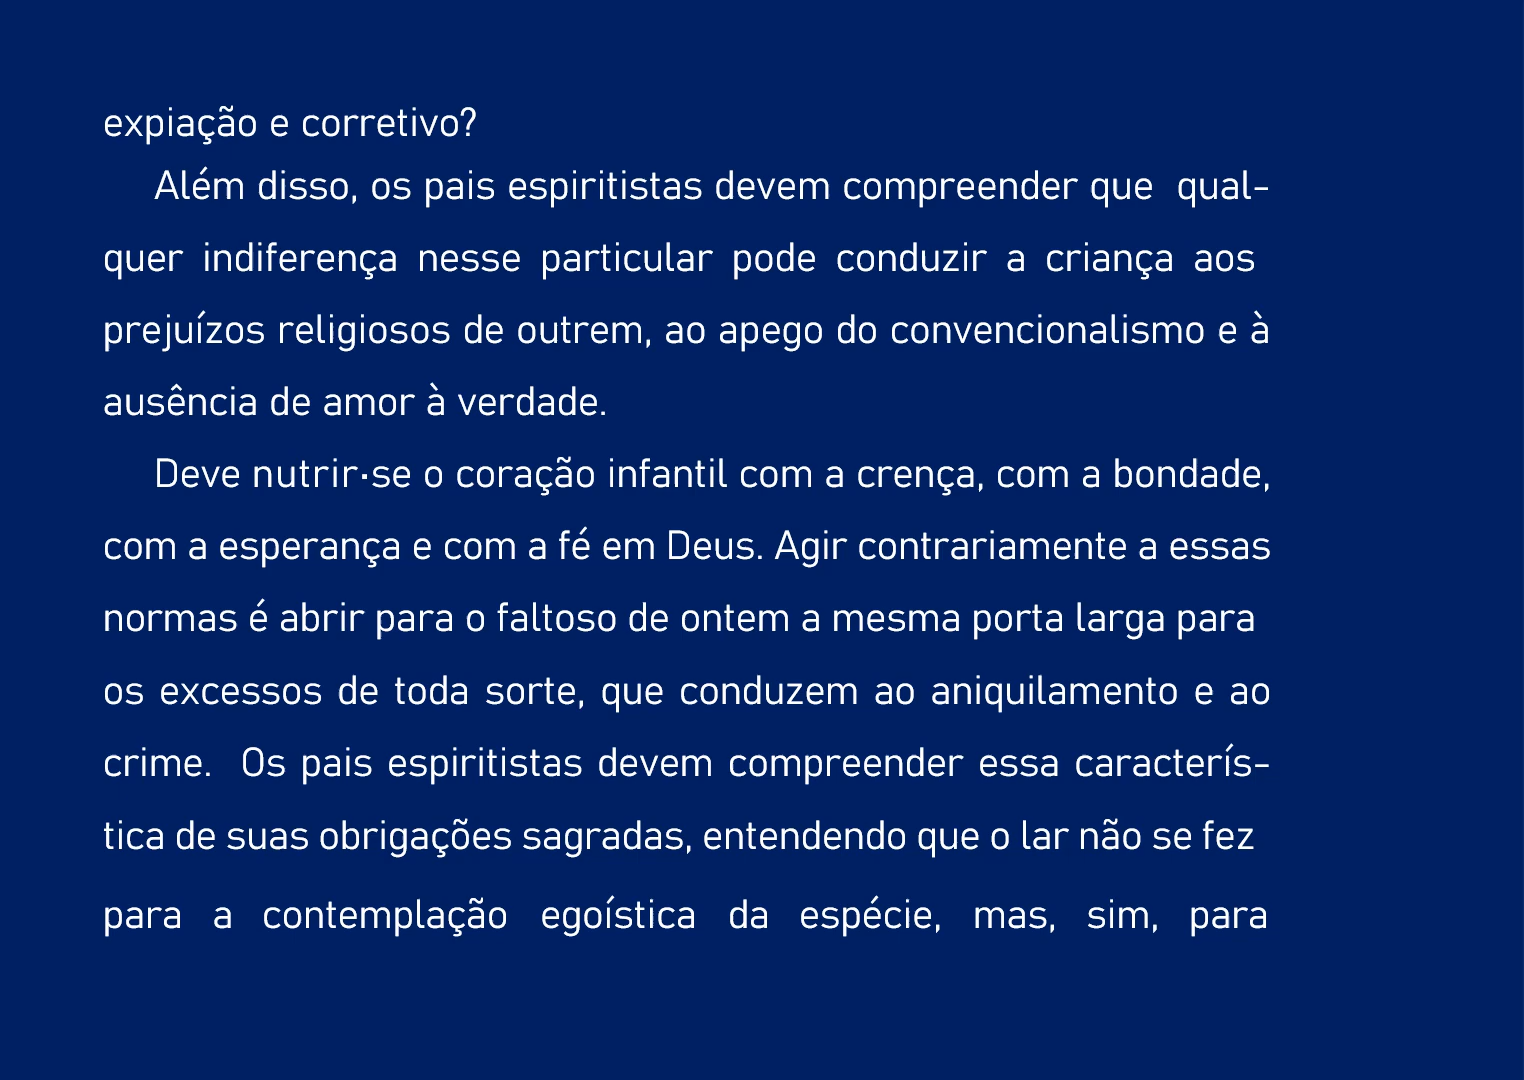 expiação e corretivo?
Além disso, os pais espiritistas devem compreender que qual-
quer indiferença nesse particular pode conduzir a criança aos
prejuízos religiosos de outrem, ao apego do convencionalismo e à
ausência de amor à verdade.
Deve nutrir·se o coração infantil com a crença, com a bondade,
com a esperança e com a fé em Deus. Agir contrariamente a essas
normas é abrir para o faltoso de ontem a mesma porta larga para
os excessos de toda sorte, que conduzem ao aniquilamento e ao
crime. Os pais espiritistas devem compreender essa caracterís-
tica de suas obrigações sagradas, entendendo que o lar não se fez
para a contemplação egoística da espécie, mas, sim, para